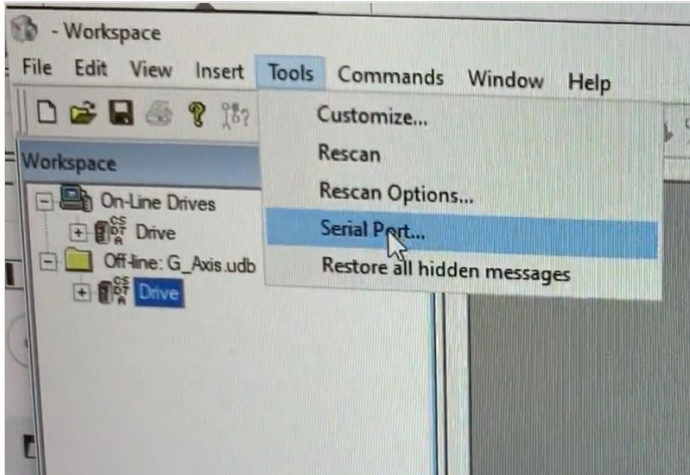 - Workspace
File Edit View Insert Tools Commands Window Help
Customize...
Rescan
Rescan Options...
Serial Port...
Restore all hidden messages
Workspace
On-Line Drives
Drive
Off-line: G_Axis.udb
Drive